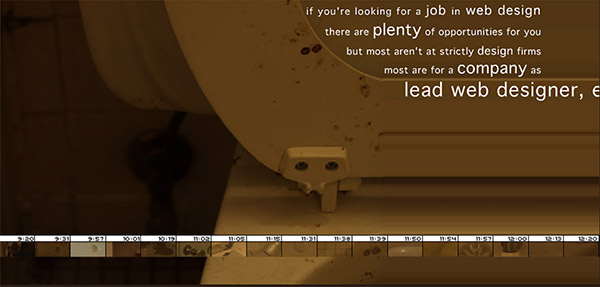 if you're looking for a job in web design
there are plenty of opportunities for you
but most aren't at strictly design firms
most are for a company as
lead web designer, e
9:20 9:31 9:57 10:01 10:19 11:02 11:05 11:15 11:31 11:38 11:39 11:50 11:54 11:57 12:00 12:13 12:20